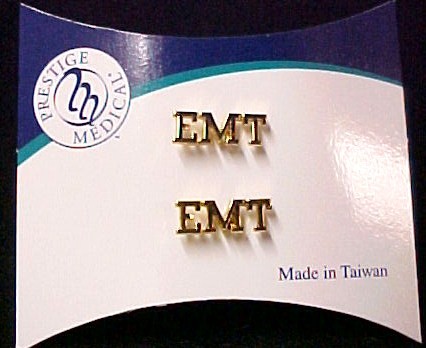 PRESTIGE
MEDICAL
EMT
EMT
Made in Taiwan